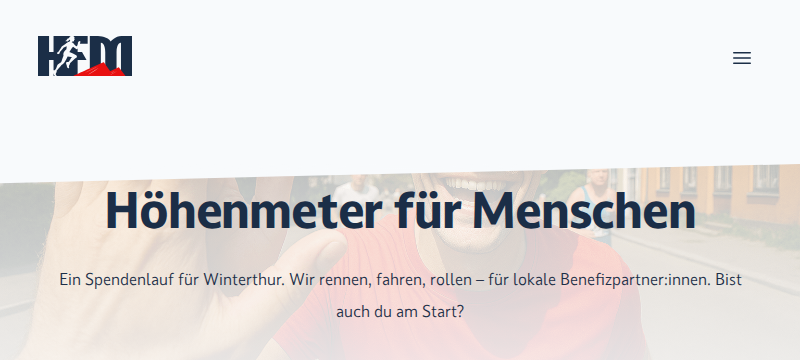 HFM
Höhenmeter für Menschen
Ein Spendenlauf für Winterthur. Wir rennen, fahren, rollen – für lokale Benefizpartner:innen. Bist
auch du am Start?